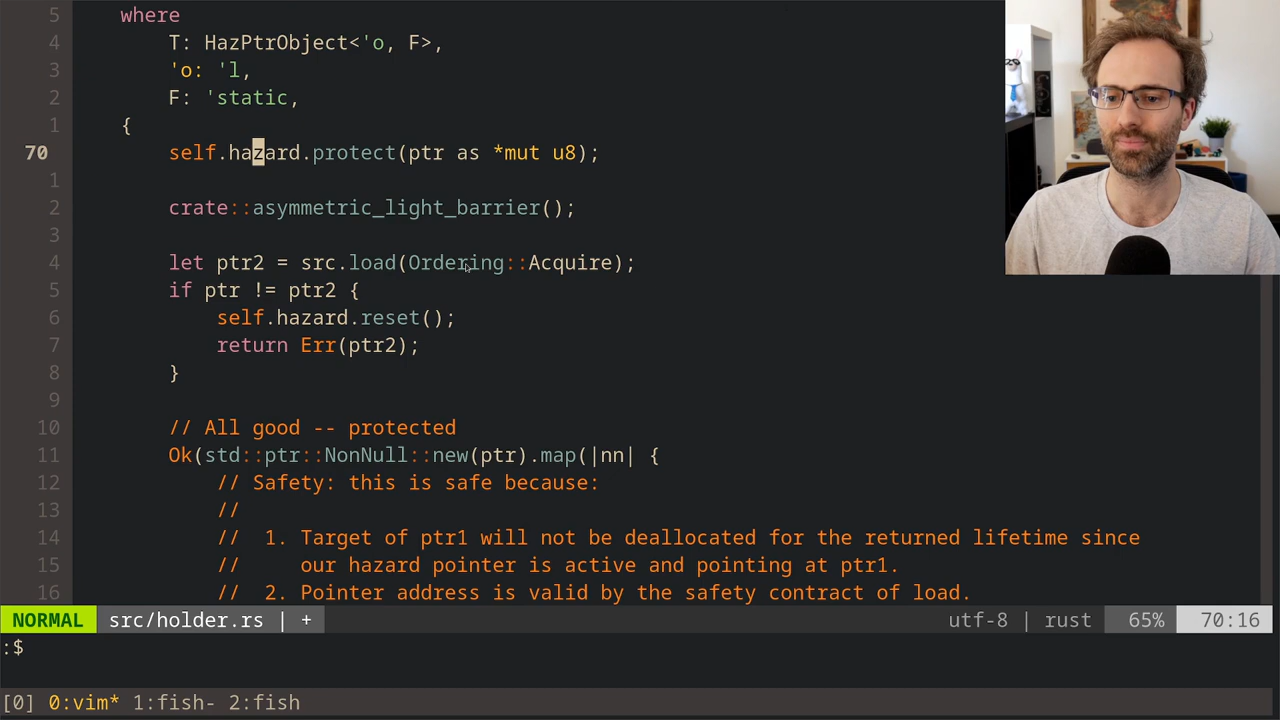 5 where
4 T: HazPtrObject<'o, F>,
3 'o: 'l,
2 F: 'static,
1 {
70 self.hazard.protect(ptr as *mut u8);
1
2 crate::asymmetric_light_barrier();
3
4 let ptr2 = src.load(Ordering::Acquire);
5 if ptr != ptr2 {
6 self.hazard.reset();
7 return Err(ptr2);
8 }
9
10 // All good -- protected
11 Ok(std::ptr::NonNull::new(ptr).map(|nn| {
12 // Safety: this is safe because:
13 //
14 // 1. Target of ptr1 will not be deallocated for the returned lifetime since
15 // our hazard pointer is active and pointing at ptr1.
16 // 2. Pointer address is valid by the safety contract of load.
NORMAL src/holder.rs | + utf-8 | rust 65% 70:16
:$
[0] 0:vim* 1:fish- 2:fish